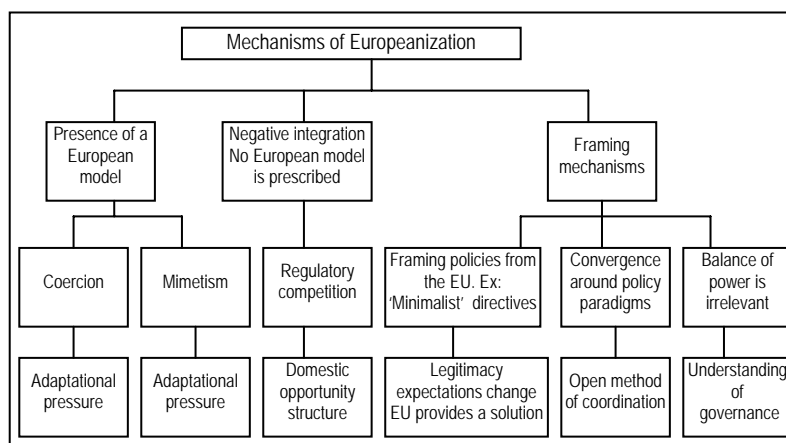 Mechanisms of Europeanization
Presence of a
European
model
Negative integration
No European model
is prescribed
Framing
mechanisms
Coercion
Mimetism
Regulatory
competition
Framing policies from
the EU. Ex:
'Minimalist' directives
Convergence
around policy
paradigms
Balance of
power is
irrelevant
Adaptational
pressure
Adaptational
pressure
Domestic
opportunity
structure
Legitimacy
expectations change
EU provides a solution
Open method
of coordination
Understanding
of
governance